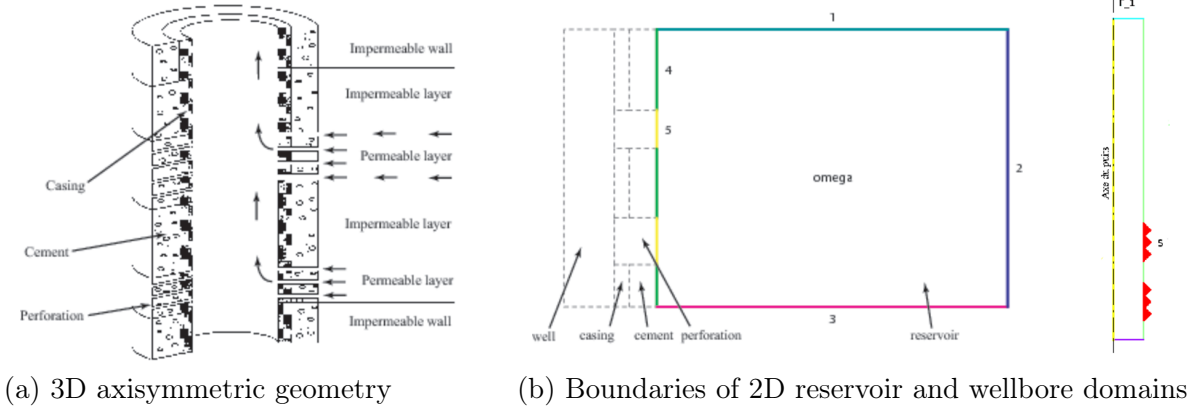 Impermeable wall
Impermeable layer
Permeable layer
Casing
Impermeable layer
Cement
Permeable layer
Perforation
Impermeable wall
(a) 3D axisymmetric geometry
1
4
5
omega
2
3
well
casing
cement
perforation
reservoir
Γ_1
Axe du puits
5
(b) Boundaries of 2D reservoir and wellbore domains